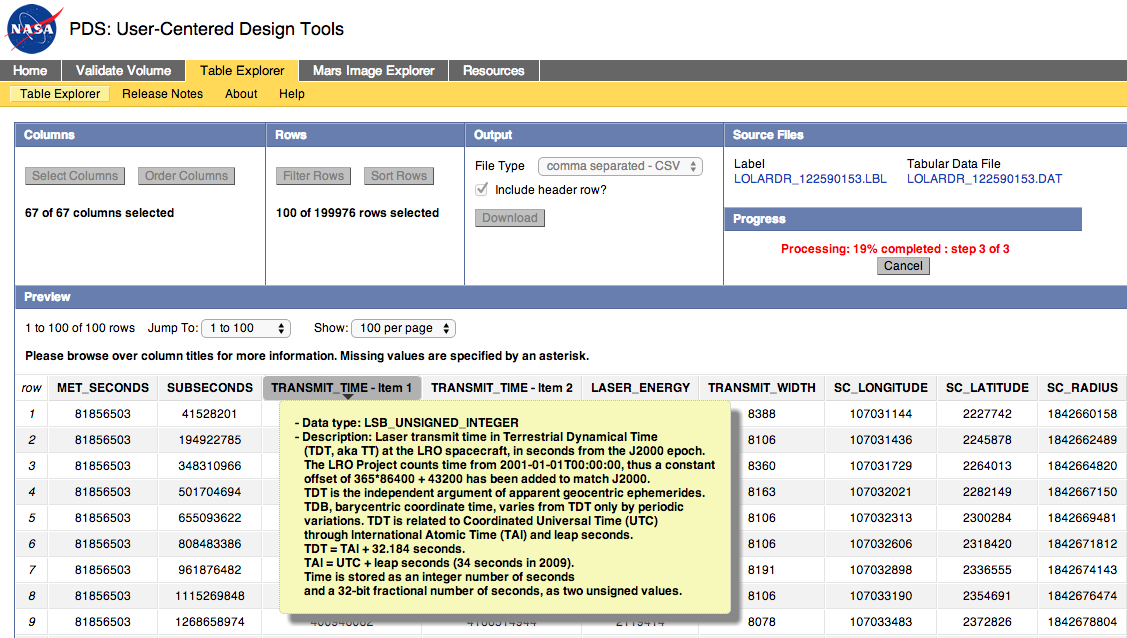 NASA
PDS: User-Centered Design Tools
Home Validate Volume Table Explorer Mars Image Explorer Resources
Table Explorer Release Notes About Help
Columns Rows Output Source Files
Select Columns Order Columns
67 of 67 columns selected
Filter Rows Sort Rows
100 of 199976 rows selected
File Type comma separated - CSV
Include header row?
Download
Label Tabular Data File
LOLARDR_122590153.LBL LOLARDR_122590153.DAT
Progress
Processing: 19% completed : step 3 of 3
Cancel
Preview
1 to 100 of 100 rows Jump To: 1 to 100 Show: 100 per page
Please browse over column titles for more information. Missing values are specified by an asterisk.
row MET_SECONDS SUBSECONDS TRANSMIT_TIME - Item 1 TRANSMIT_TIME - Item 2 LASER_ENERGY TRANSMIT_WIDTH SC_LONGITUDE SC_LATITUDE SC_RADIUS
1 81856503 41528201 8388 107031144 2227742 1842660158
2 81856503 194922785 8106 107031436 2245878 1842662489
3 81856503 348310966 8360 107031729 2264013 1842664820
4 81856503 501704694 8163 107032021 2282149 1842667150
5 81856503 655093622 8106 107032313 2300284 1842669481
6 81856503 808483386 8106 107032606 2318420 1842671812
7 81856503 961876482 8191 107032898 2336555 1842674143
8 81856503 1115269848 8106 107033190 2354691 1842676474
9 81856503 1268658974 8078 107033483 2372826 1842678804
- Data type: LSB_UNSIGNED_INTEGER
- Description: Laser transmit time in Terrestrial Dynamical Time
(TDT, aka TT) at the LRO spacecraft, in seconds from the J2000 epoch.
The LRO Project counts time from 2001-01-01T00:00:00, thus a constant
offset of 365*86400 + 43200 has been added to match J2000.
TDT is the independent argument of apparent geocentric ephemerides.
TDB, barycentric coordinate time, varies from TDT only by periodic
variations. TDT is related to Coordinated Universal Time (UTC)
through International Atomic Time (TAI) and leap seconds.
TDT = TAI + 32.184 seconds.
TAI = UTC + leap seconds (34 seconds in 2009).
Time is stored as an integer number of seconds
and a 32-bit fractional number of seconds, as two unsigned values.